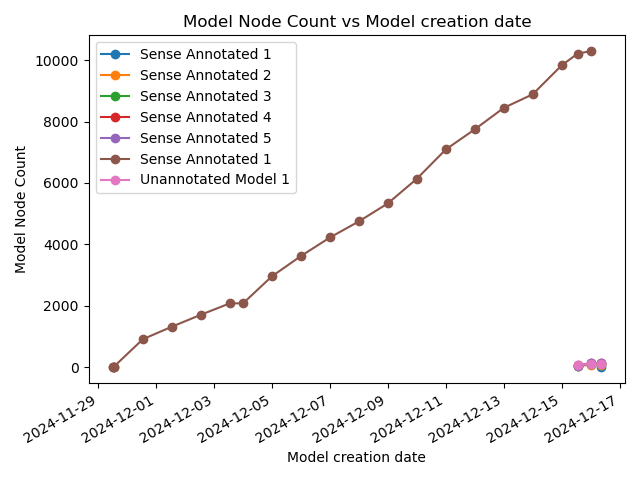 Model Node Count vs Model creation date
Sense Annotated 1
Sense Annotated 2
Sense Annotated 3
Sense Annotated 4
Sense Annotated 5
Sense Annotated 1
Unannotated Model 1
Model Node Count
10000
8000
6000
4000
2000
0
2024-11-29
2024-12-01
2024-12-03
2024-12-05
2024-12-07
2024-12-09
2024-12-11
2024-12-13
2024-12-15
2024-12-17
Model creation date